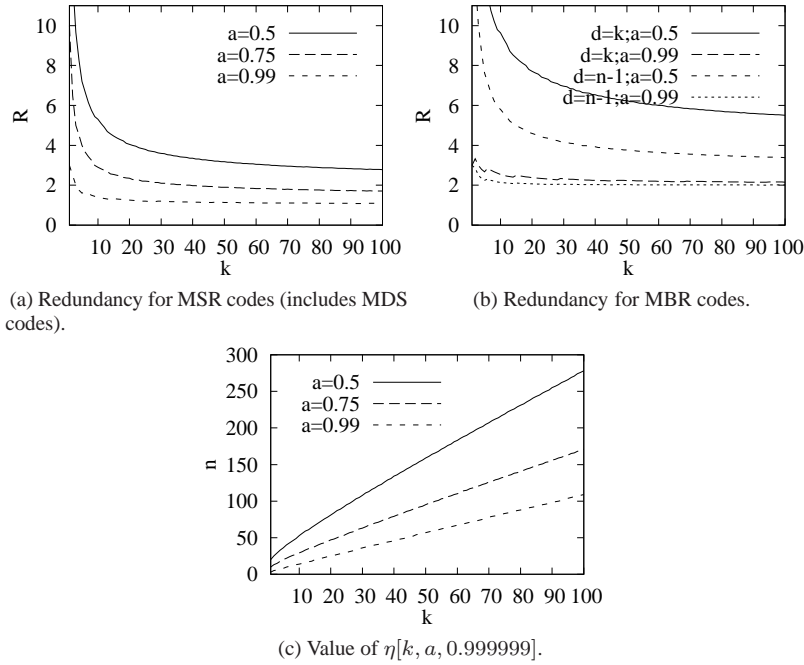 10
8
6
4
2
0
R
a=0.5
a=0.75
a=0.99
10 20 30 40 50 60 70 80 90 100
k
(a) Redundancy for MSR codes (includes MDS
codes).
10
8
6
4
2
0
R
d=k;a=0.5
d=k;a=0.99
d=n-1;a=0.5
d=n-1;a=0.99
10 20 30 40 50 60 70 80 90 100
k
(b) Redundancy for MBR codes.
300
250
200
150
100
50
0
n
a=0.5
a=0.75
a=0.99
10 20 30 40 50 60 70 80 90 100
k
(c) Value of η[k, a, 0.999999].